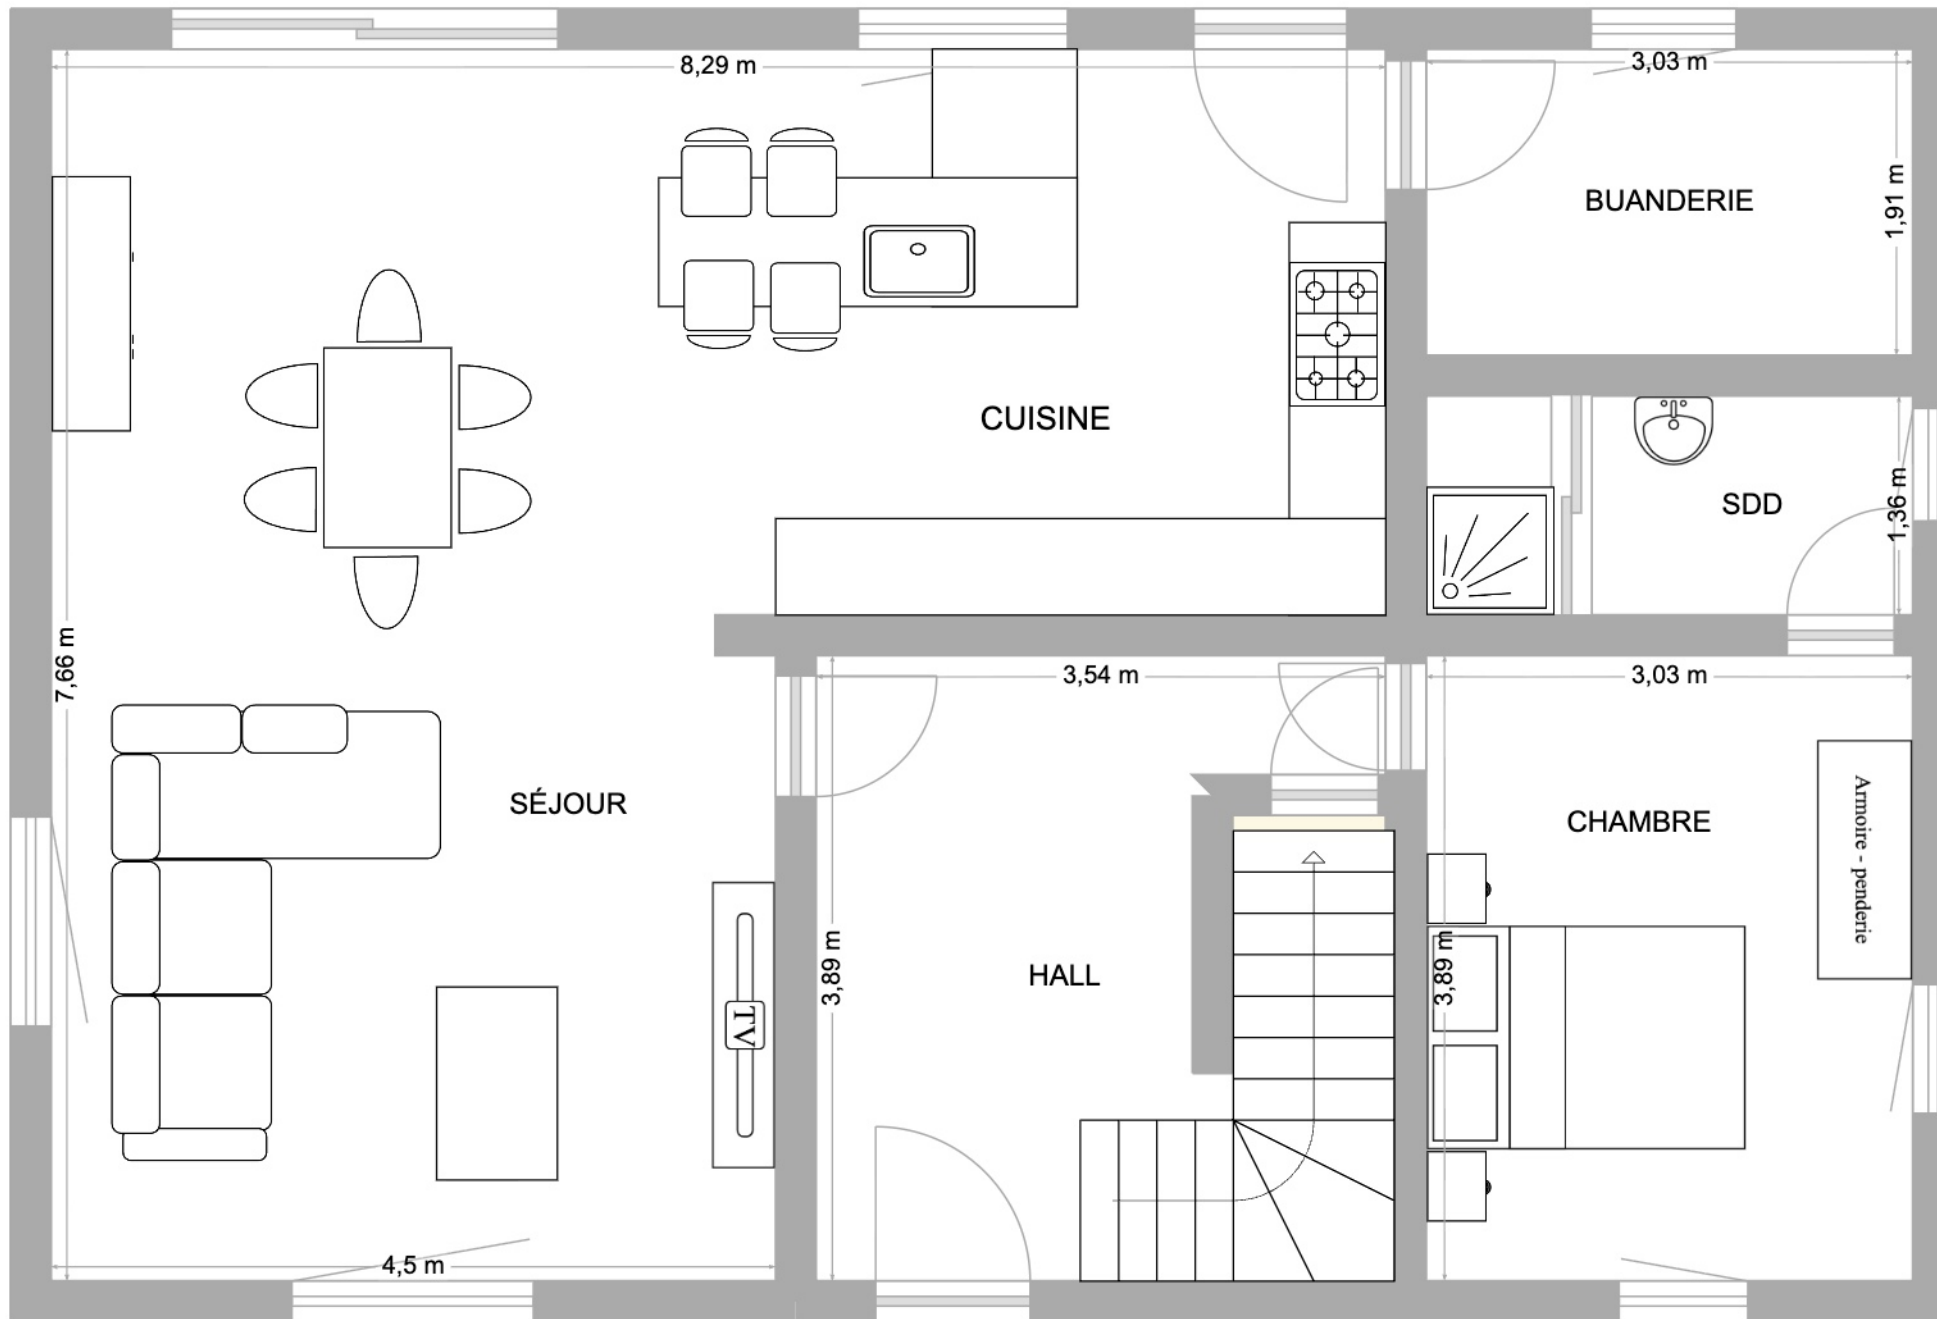 8,29 m
3,03 m
BUANDERIE
1,91 m
CUISINE
SDD
1,36 m
7,66 m
3,54 m
3,03 m
SÉJOUR
CHAMBRE
Armoire - penderie
3,89 m
HALL
3,89 m
TV
4,5 m